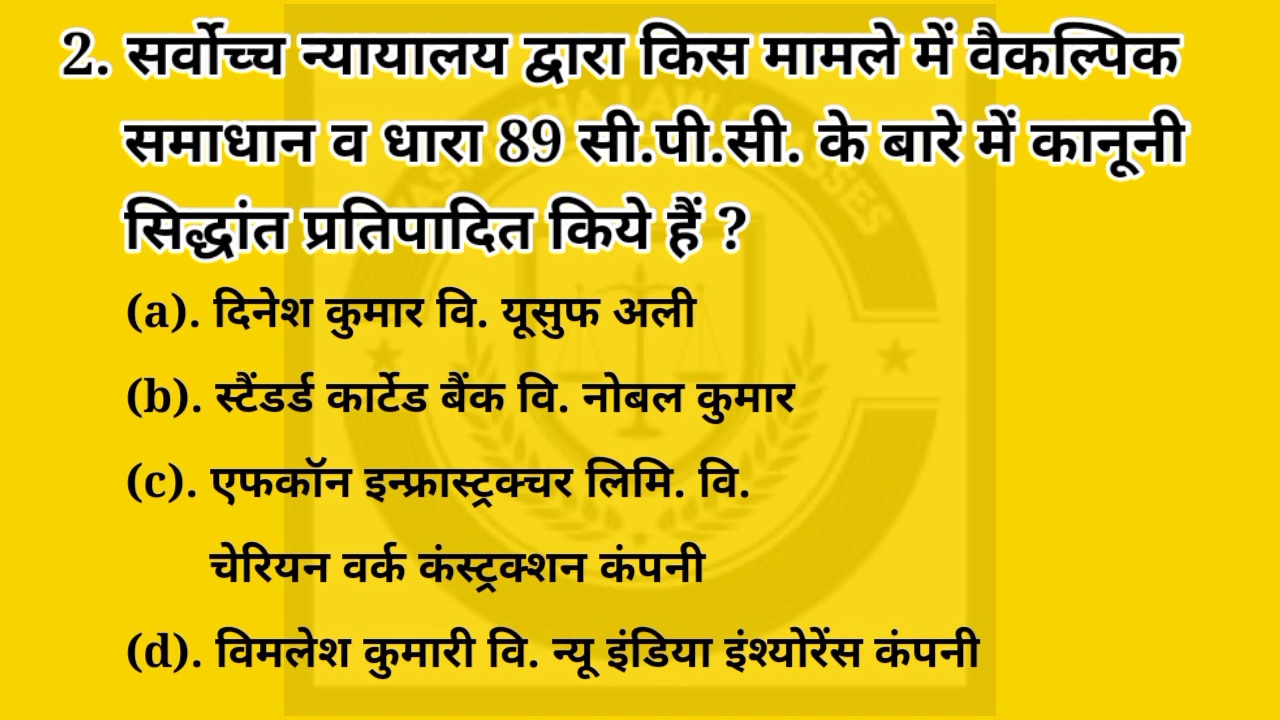 2. सर्वोच्च न्यायालय द्वारा किस मामले में वैकल्पिक
समाधान व धारा 89 सी.पी.सी. के बारे में कानूनी
सिद्धांत प्रतिपादित किये हैं ?
(a). दिनेश कुमार वि. यूसुफ अली
(b). स्टैंडर्ड कार्टेड बैंक वि. नोबल कुमार
(c). एफकॉन इन्फ्रास्ट्रक्चर लिमि. वि.
चेरियन वर्क कंस्ट्रक्शन कंपनी
(d). विमलेश कुमारी वि. न्यू इंडिया इंश्योरेंस कंपनी